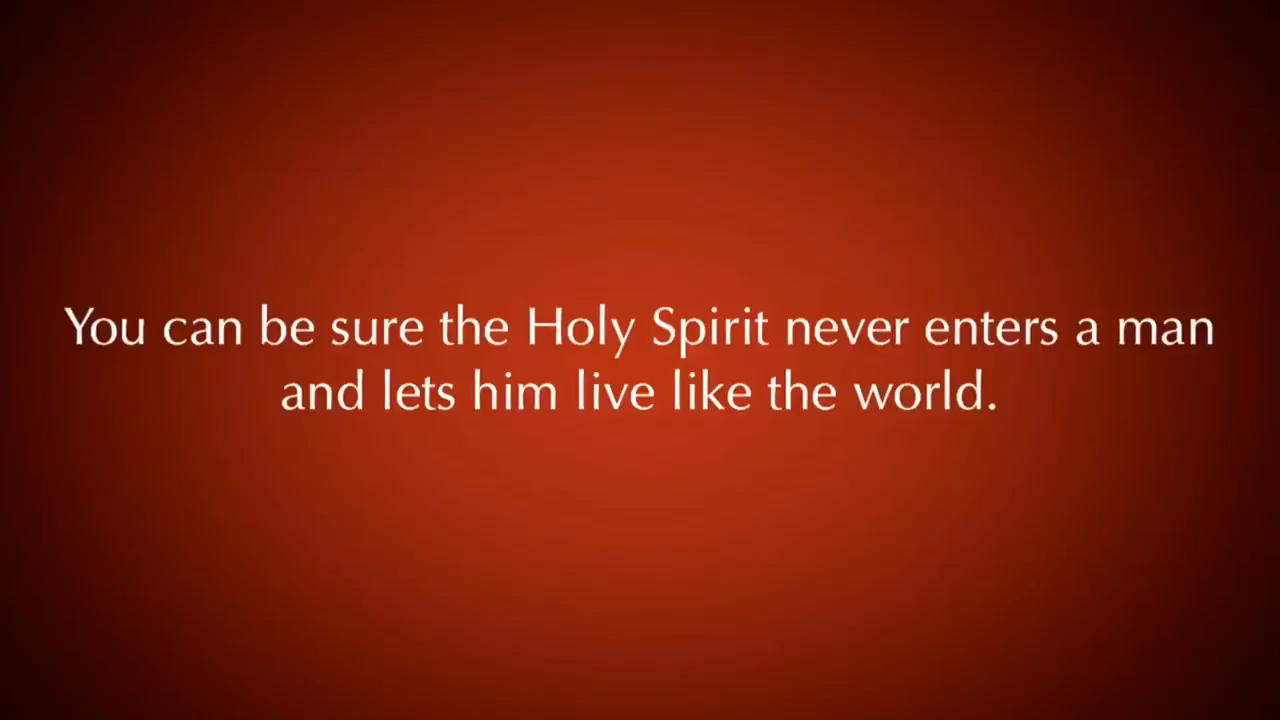 You can be sure the Holy Spirit never enters a man
and lets him live like the world.